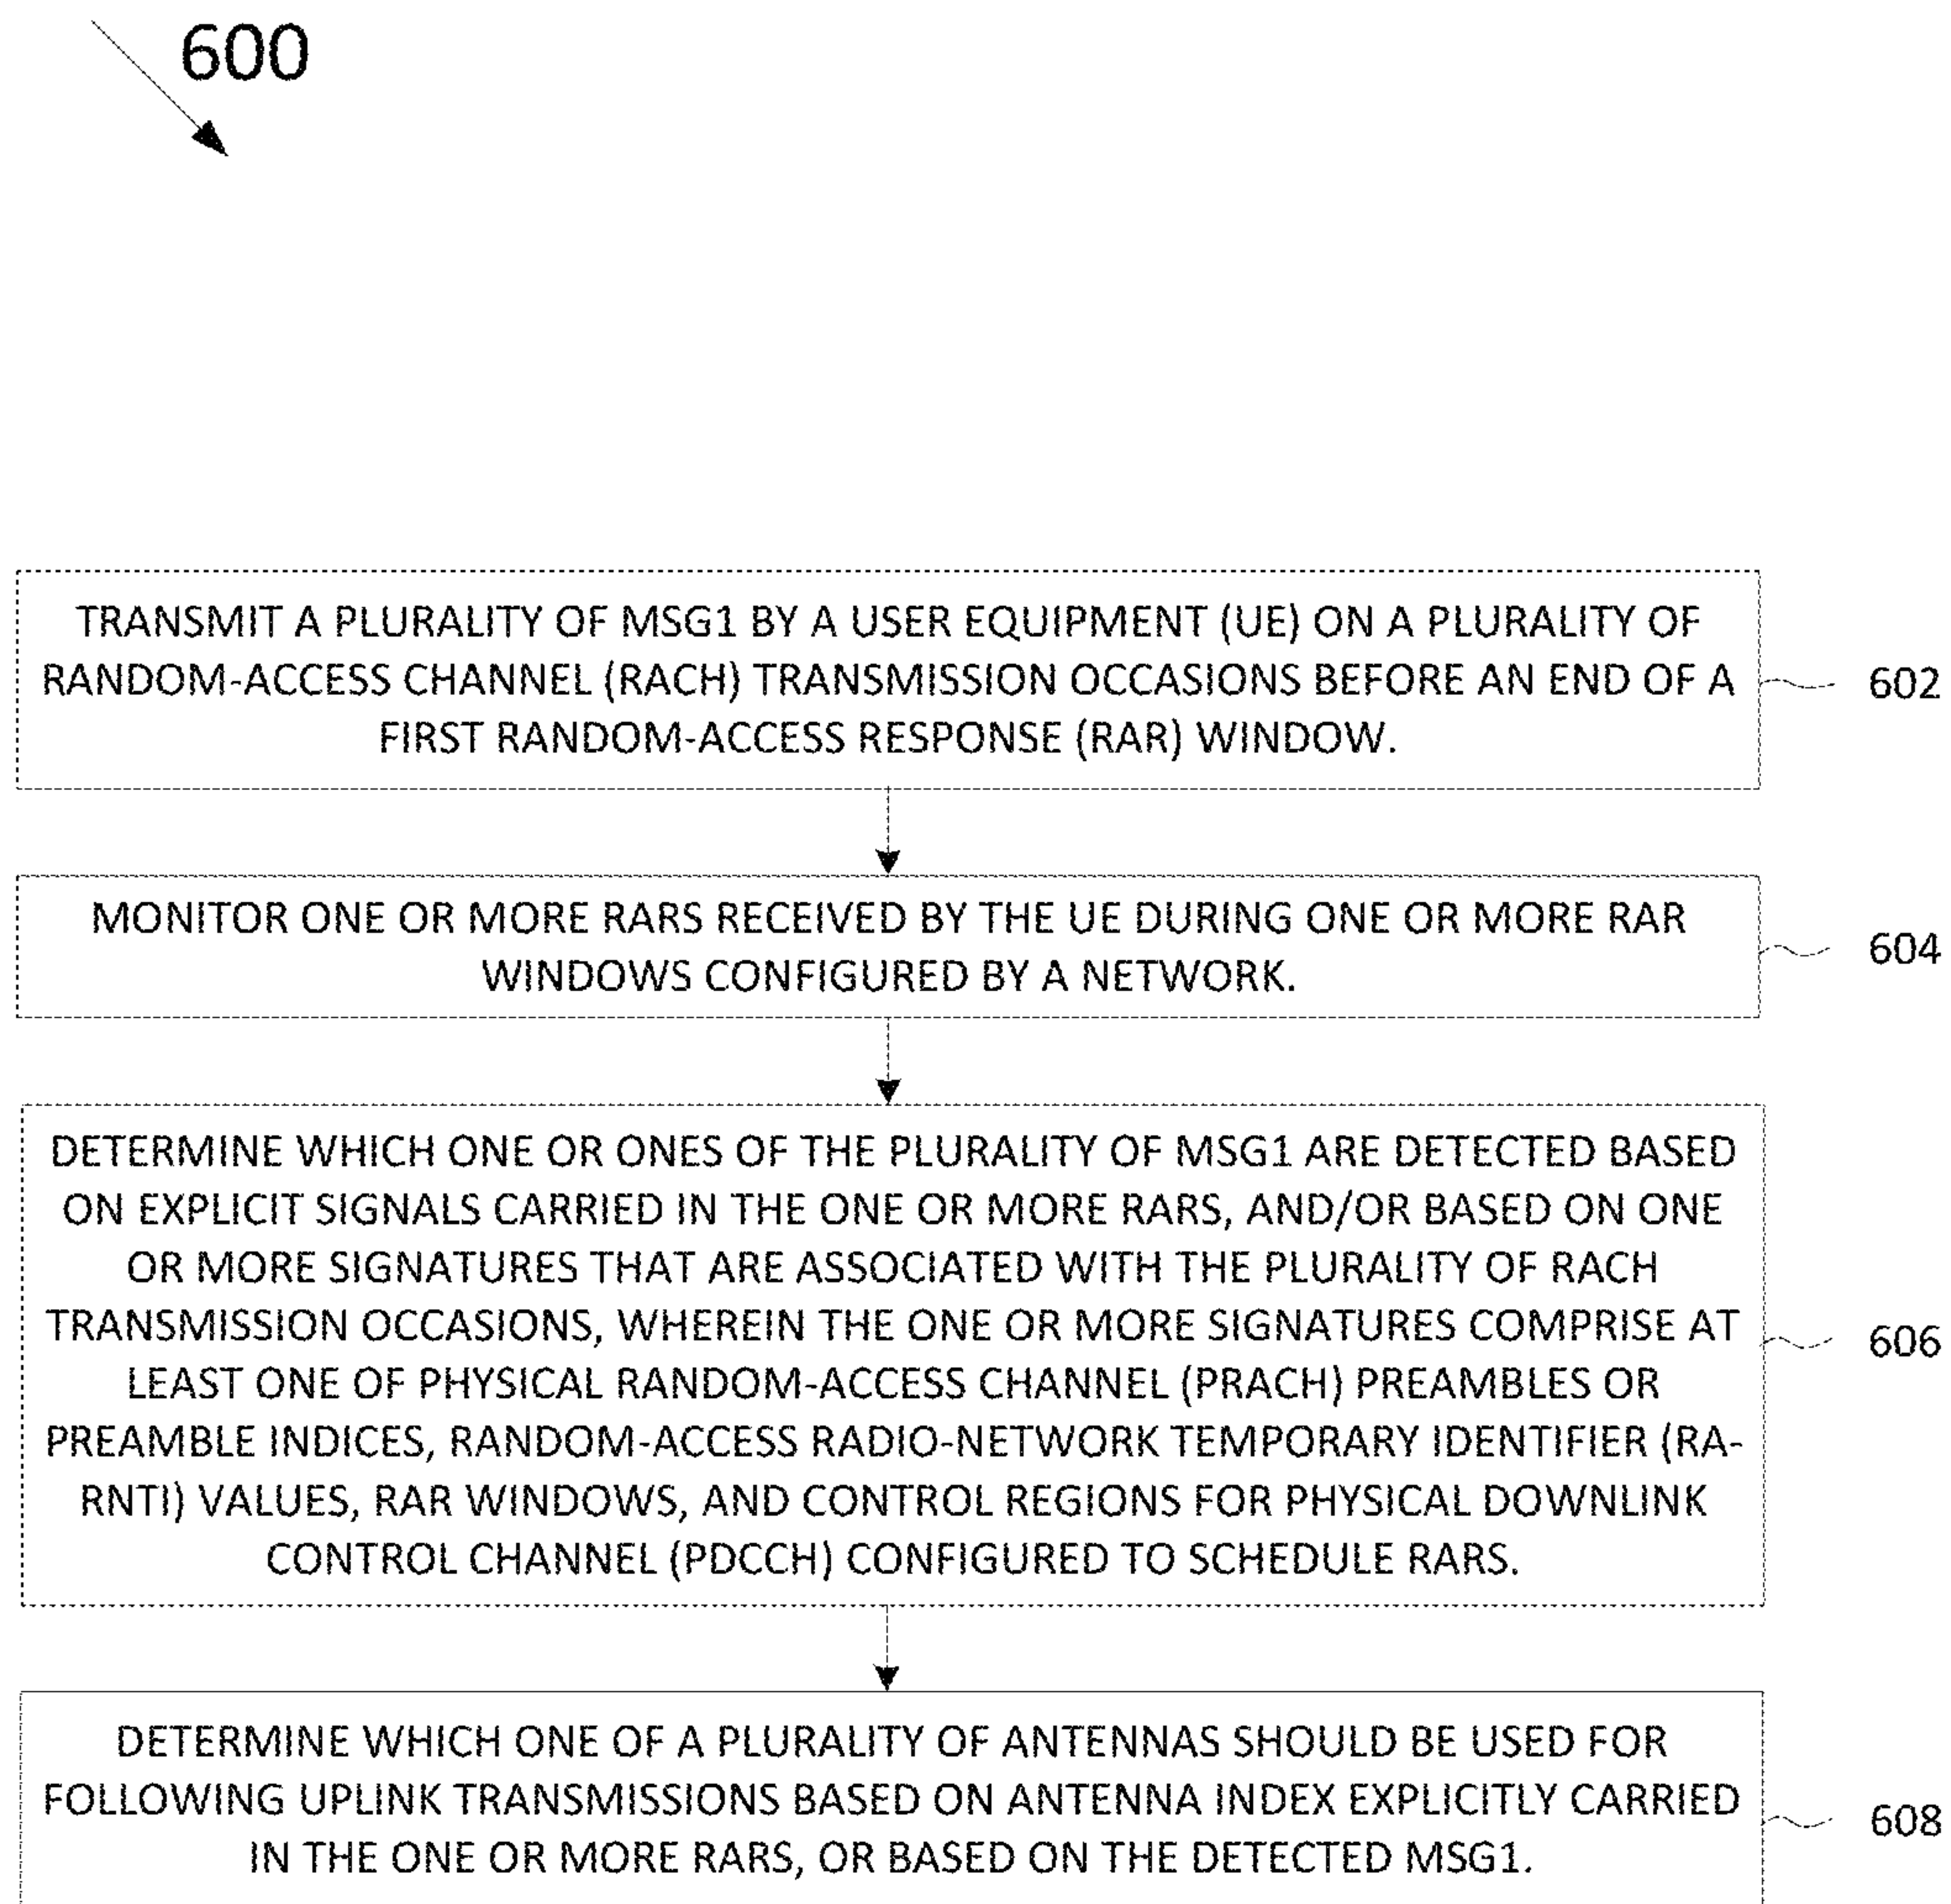 600
TRANSMIT A PLURALITY OF MSG1 BY A USER EQUIPMENT (UE) ON A PLURALITY OF
RANDOM-ACCESS CHANNEL (RACH) TRANSMISSION OCCASIONS BEFORE AN END OF A
FIRST RANDOM-ACCESS RESPONSE (RAR) WINDOW.
602
MONITOR ONE OR MORE RARS RECEIVED BY THE UE DURING ONE OR MORE RAR
WINDOWS CONFIGURED BY A NETWORK.
604
DETERMINE WHICH ONE OR ONES OF THE PLURALITY OF MSG1 ARE DETECTED BASED
ON EXPLICIT SIGNALS CARRIED IN THE ONE OR MORE RARS, AND/OR BASED ON ONE
OR MORE SIGNATURES THAT ARE ASSOCIATED WITH THE PLURALITY OF RACH
TRANSMISSION OCCASIONS, WHEREIN THE ONE OR MORE SIGNATURES COMPRISE AT
LEAST ONE OF PHYSICAL RANDOM-ACCESS CHANNEL (PRACH) PREAMBLES OR
PREAMBLE INDICES, RANDOM-ACCESS RADIO-NETWORK TEMPORARY IDENTIFIER (RA-
RNTI) VALUES, RAR WINDOWS, AND CONTROL REGIONS FOR PHYSICAL DOWNLINK
CONTROL CHANNEL (PDCCH) CONFIGURED TO SCHEDULE RARS.
606
DETERMINE WHICH ONE OF A PLURALITY OF ANTENNAS SHOULD BE USED FOR
FOLLOWING UPLINK TRANSMISSIONS BASED ON ANTENNA INDEX EXPLICITLY CARRIED
IN THE ONE OR MORE RARS, OR BASED ON THE DETECTED MSG1.
608